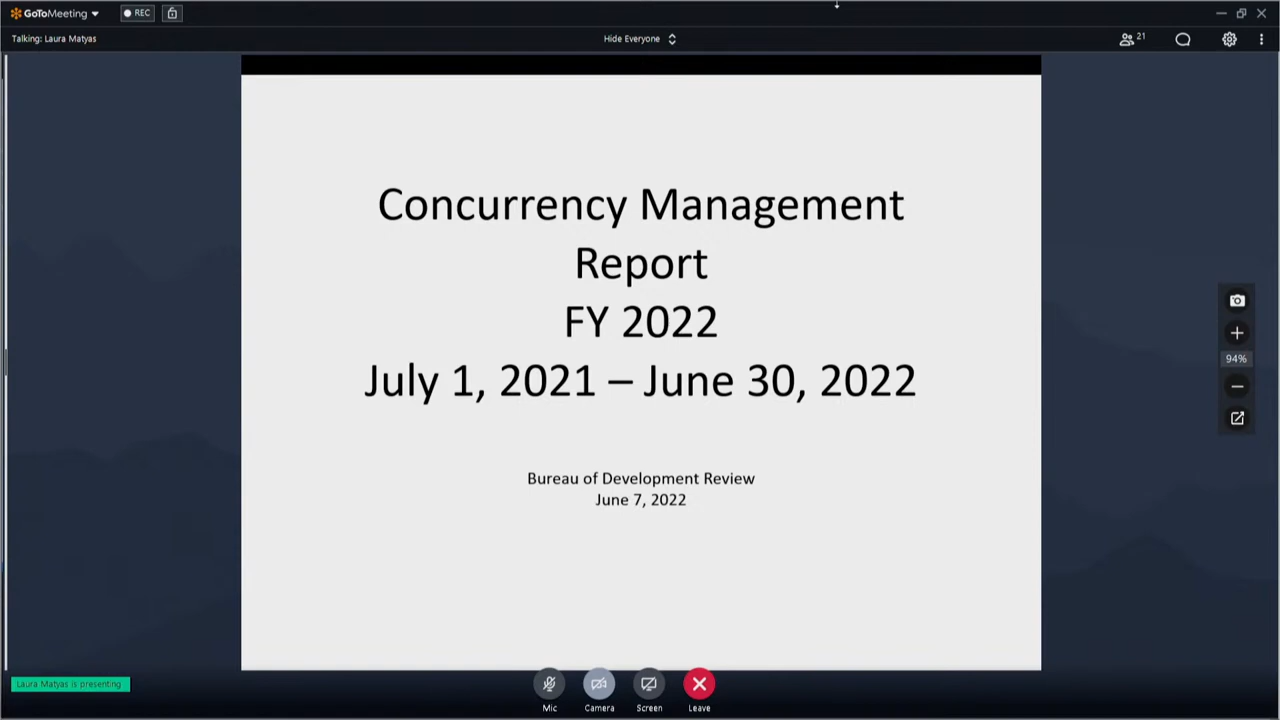 GoToMeeting
REC
Talking: Laura Matyas
Hide Everyone
21
Concurrency Management
Report
FY 2022
July 1, 2021 – June 30, 2022
Bureau of Development Review
June 7, 2022
94%
Laura Matyas is presenting
Mic
Camera
Screen
Leave